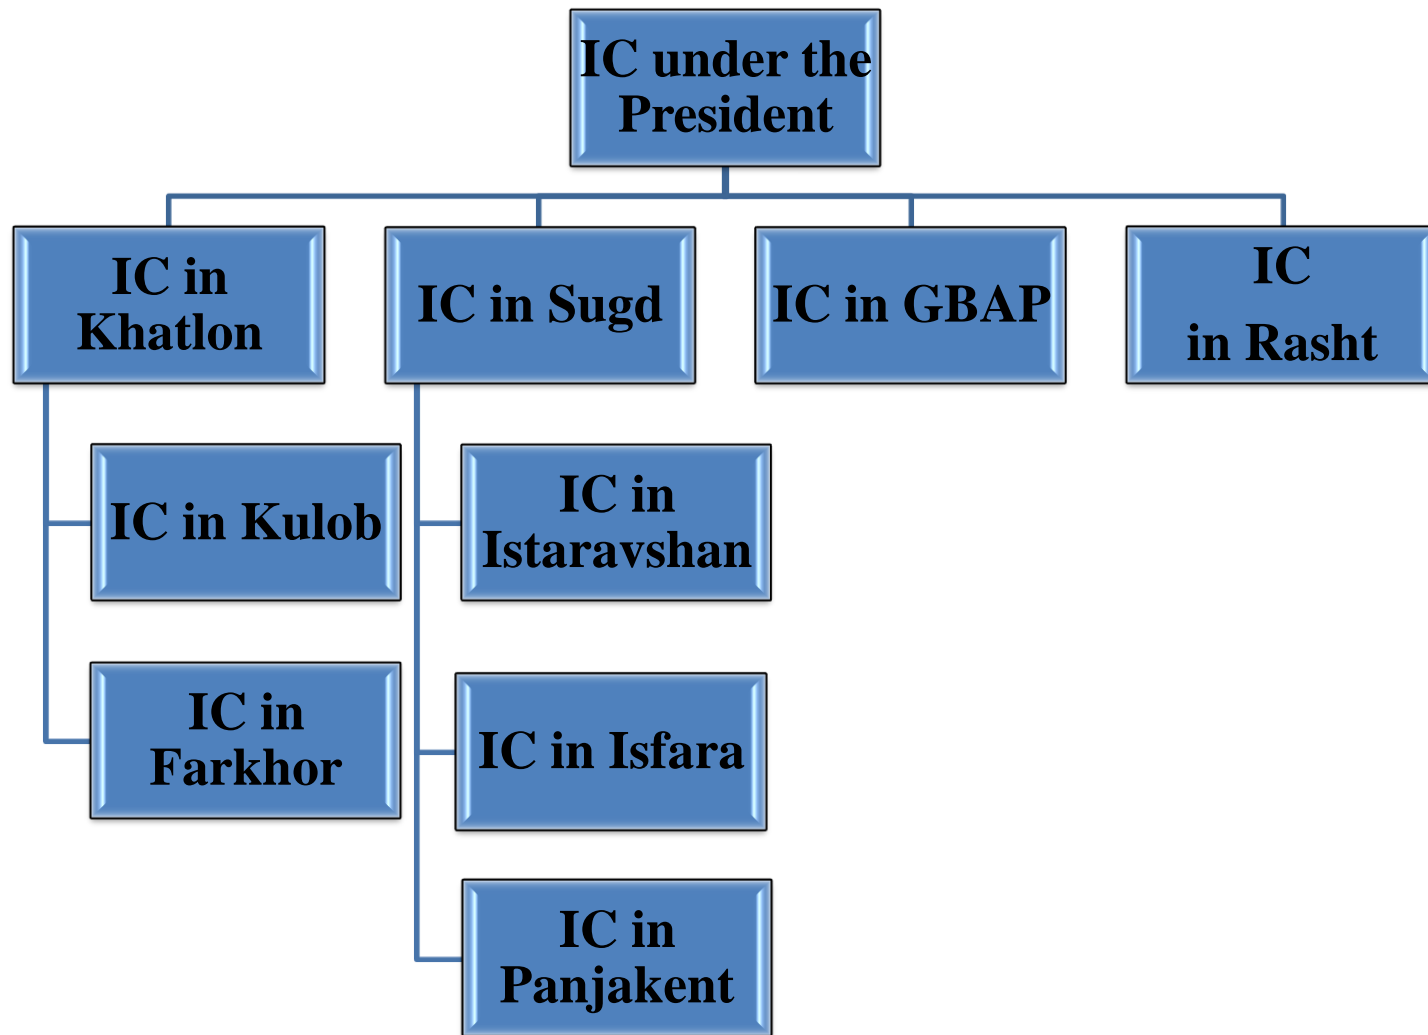 IC under the
President
IC in
Khatlon
IC in Sugd
IC in GBAP
IC
in Rasht
IC in Kulob
IC in
Istaravshan
IC in
Farkhor
IC in Isfara
IC in
Panjakent